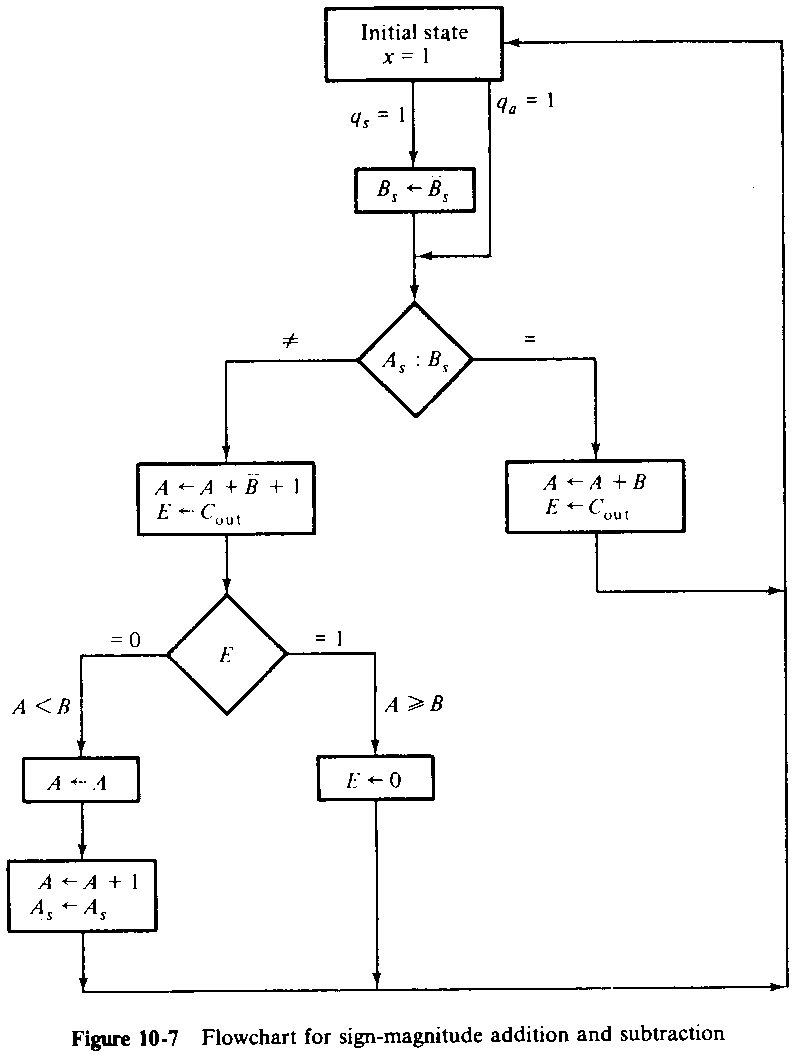 Initial state
x = 1
q_s = 1
q_a = 1
B_s ← B̄_s
≠
=
A_s : B_s
A ← A + B̄ + 1
E ← C_out
A ← A + B
E ← C_out
= 0
E
= 1
A < B
A ⩾ B
A ← A
E ← 0
A ← A + 1
A_s ← A_s
Figure 10-7 Flowchart for sign-magnitude addition and subtraction